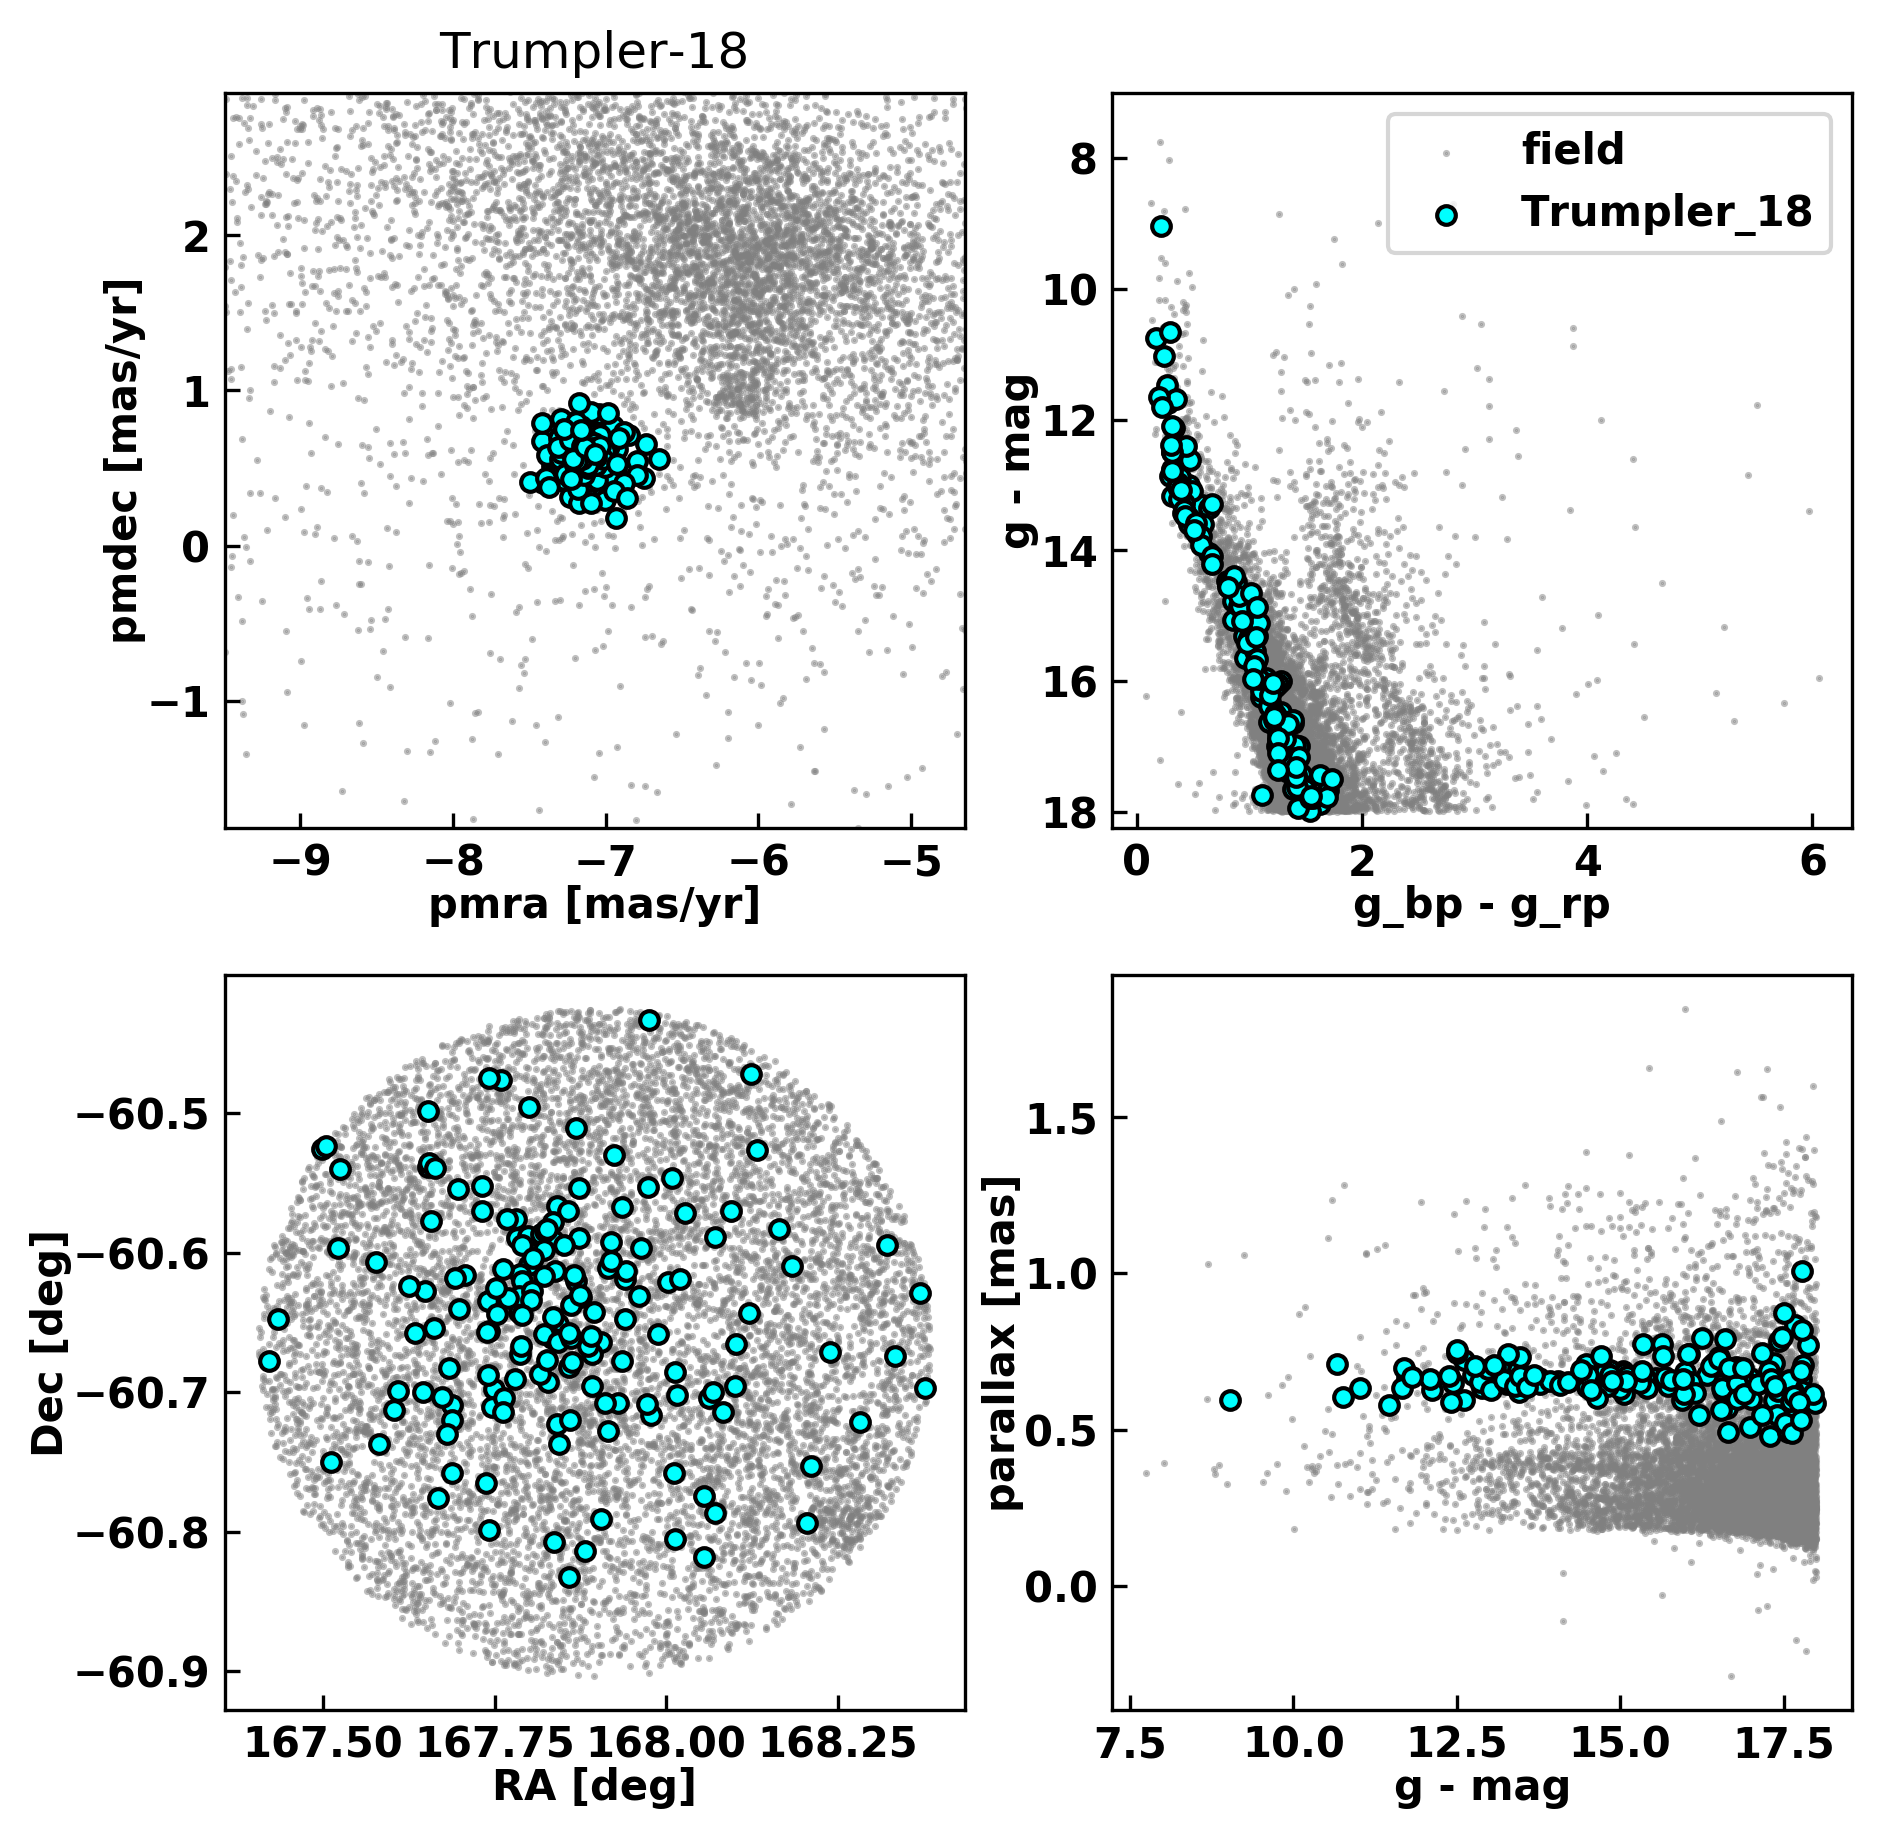 Trumpler-18
2
1
0
−1
pmdec [mas/yr]
−9 −8 −7 −6 −5
pmra [mas/yr]
field
Trumpler_18
8
10
12
14
16
18
g - mag
0 2 4 6
g_bp - g_rp
−60.5
−60.6
−60.7
−60.8
−60.9
Dec [deg]
167.50 167.75 168.00 168.25
RA [deg]
1.5
1.0
0.5
0.0
parallax [mas]
7.5 10.0 12.5 15.0 17.5
g - mag